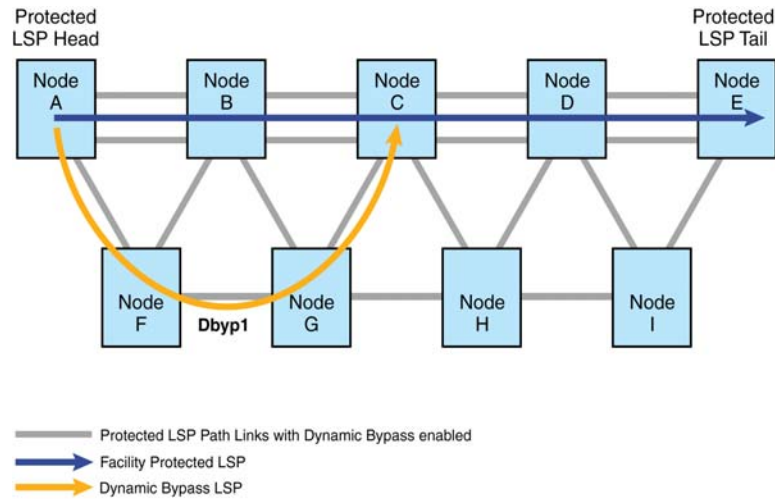 Protected
LSP Head
Protected
LSP Tail
Node
A
Node
B
Node
C
Node
D
Node
E
Node
F
Dbyp1
Node
G
Node
H
Node
I
Protected LSP Path Links with Dynamic Bypass enabled
Facility Protected LSP
Dynamic Bypass LSP